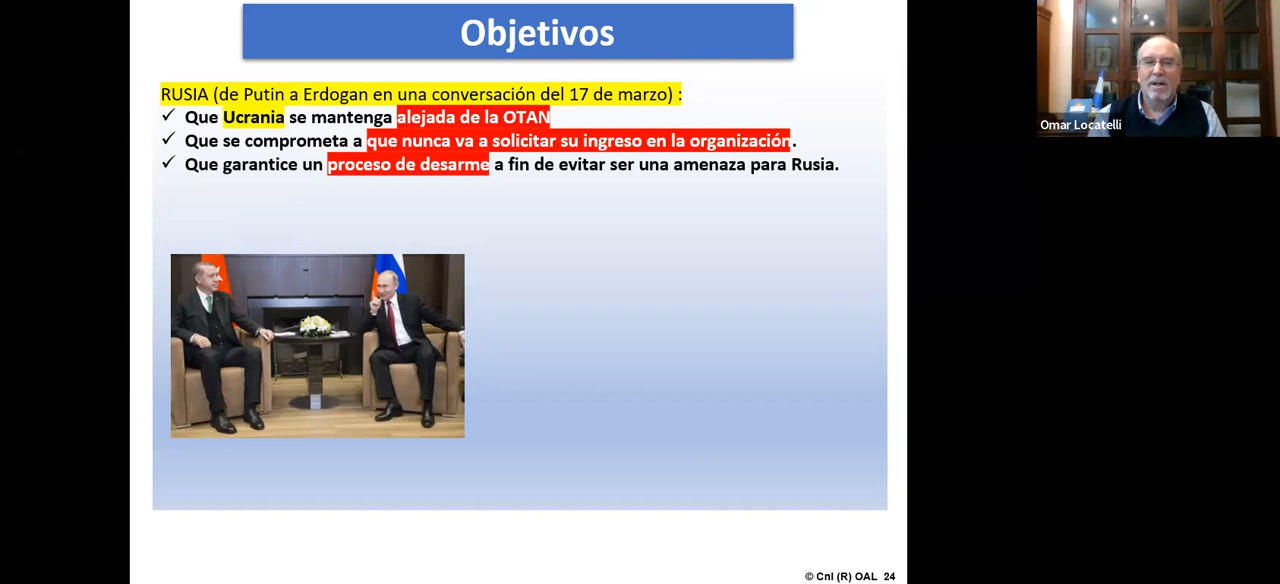 Objetivos
RUSIA (de Putin a Erdogan en una conversación del 17 de marzo) :
✓ Que Ucrania se mantenga alejada de la OTAN
✓ Que se comprometa a que nunca va a solicitar su ingreso en la organización.
✓ Que garantice un proceso de desarme a fin de evitar ser una amenaza para Rusia.
Omar Locatelli
© Cnl (R) OAL 24